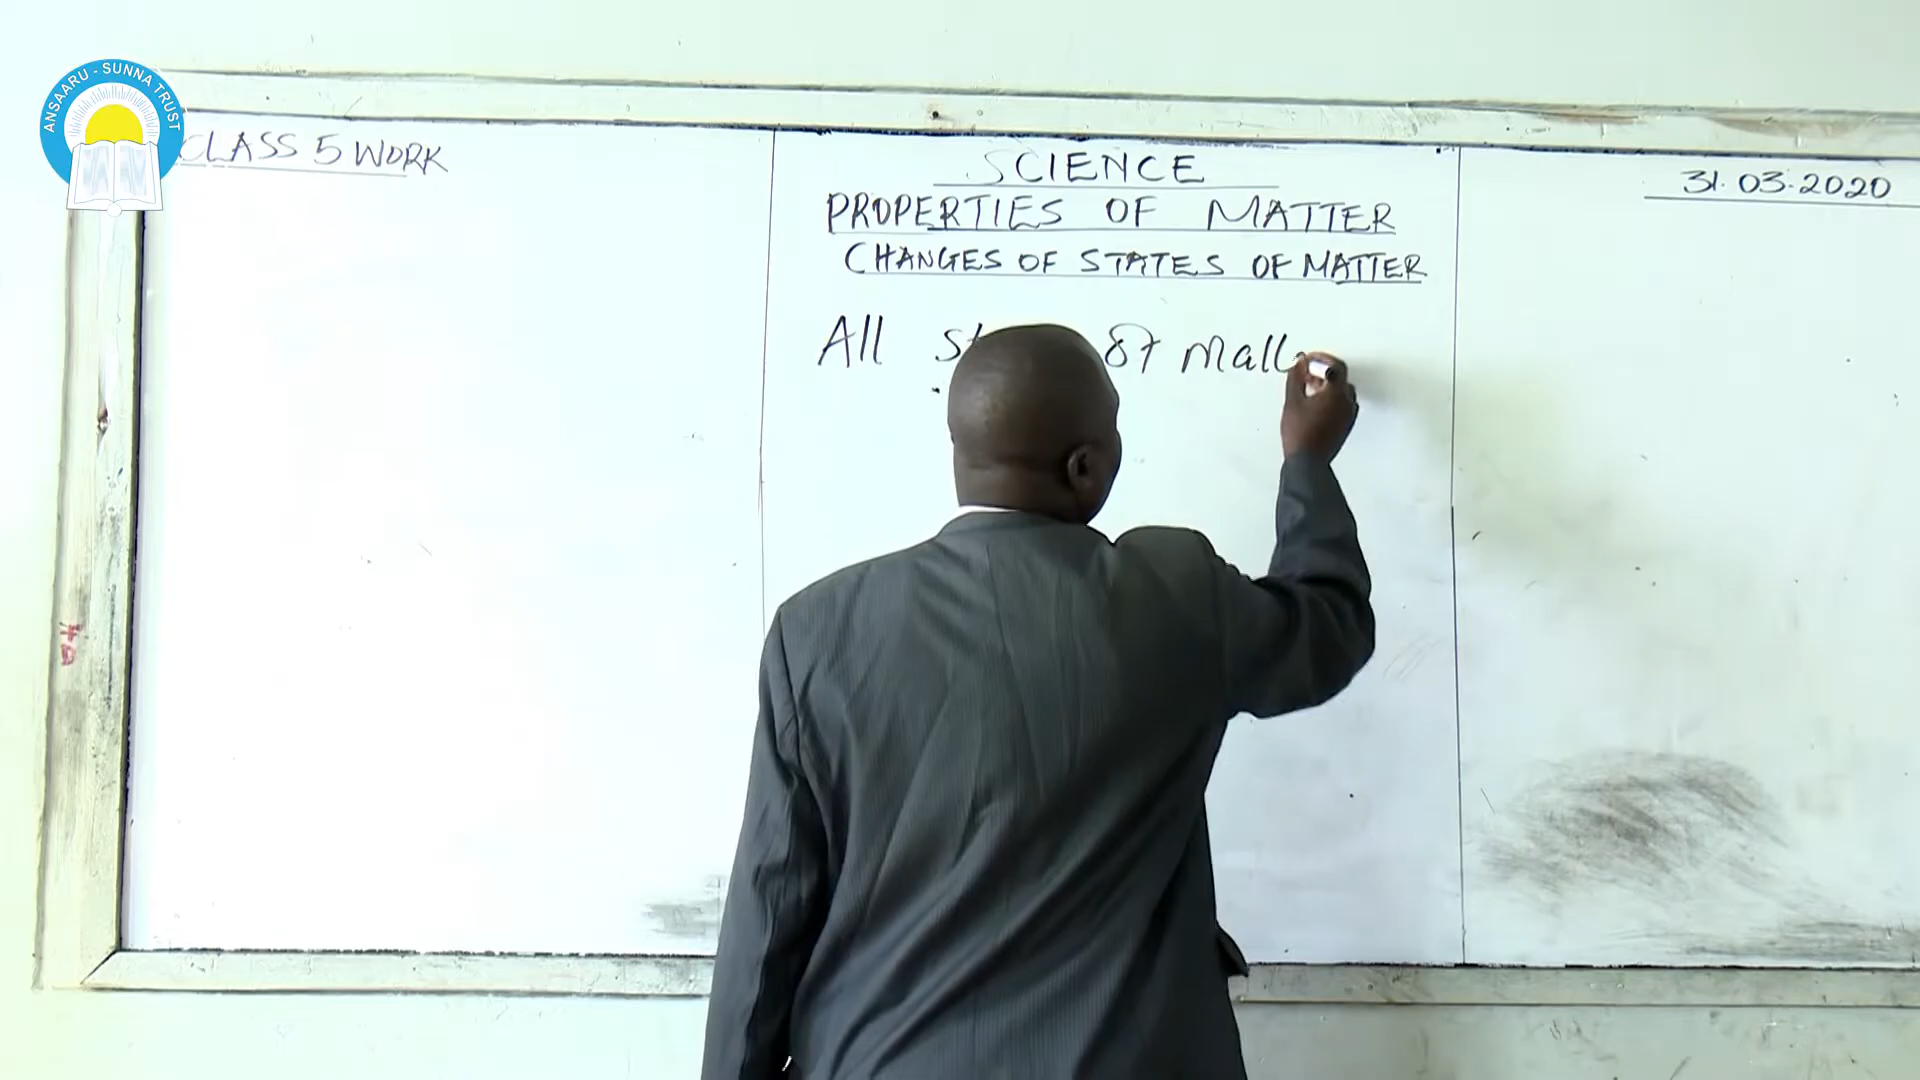 ANSAARU - SUNNA TRUST
CLASS 5 WORK
SCIENCE
PROPERTIES OF MATTER
CHANGES OF STATES OF MATTER
All of
31.03.2020